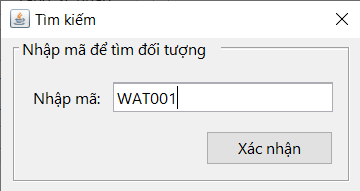 Tìm kiếm
Nhập mã để tìm đối tượng
Nhập mã: WAT001
Xác nhận